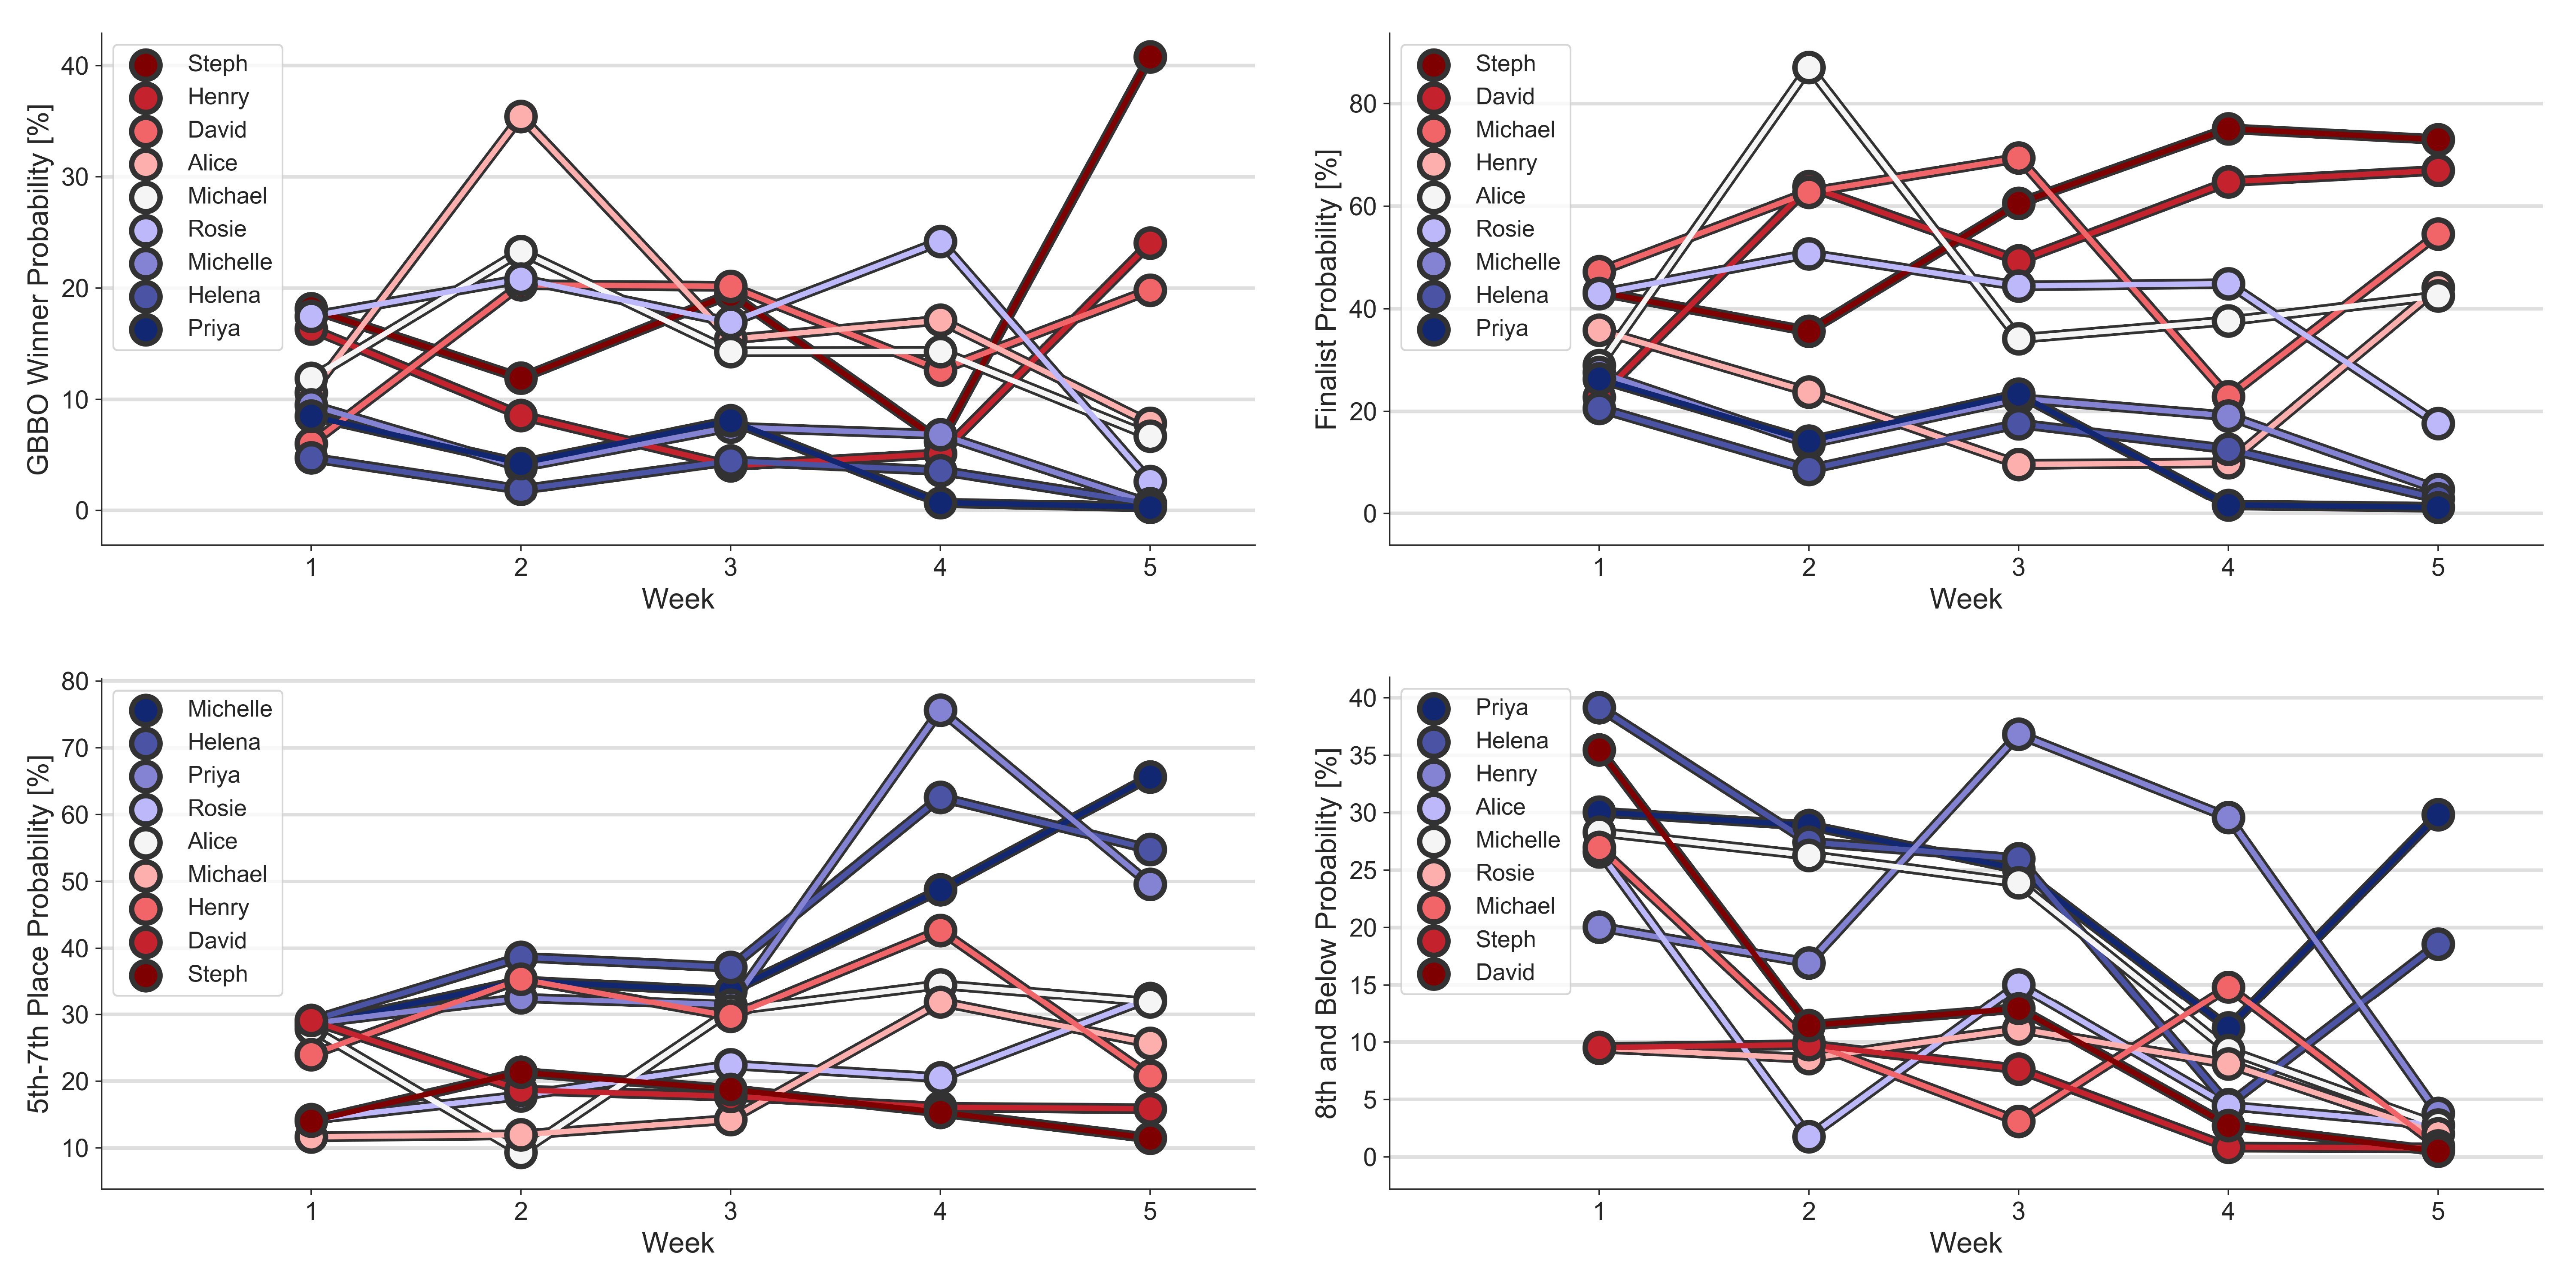 GBBO Winner Probability [%]
40
30
20
10
0
Steph
Henry
David
Alice
Michael
Rosie
Michelle
Helena
Priya
1 2 3 4 5
Week
Finalist Probability [%]
80
60
40
20
0
Steph
David
Michael
Henry
Alice
Rosie
Michelle
Helena
Priya
1 2 3 4 5
Week
5th-7th Place Probability [%]
80
70
60
50
40
30
20
10
Michelle
Helena
Priya
Rosie
Alice
Michael
Henry
David
Steph
1 2 3 4 5
Week
8th and Below Probability [%]
40
35
30
25
20
15
10
5
0
Priya
Helena
Henry
Alice
Michelle
Rosie
Michael
Steph
David
1 2 3 4 5
Week